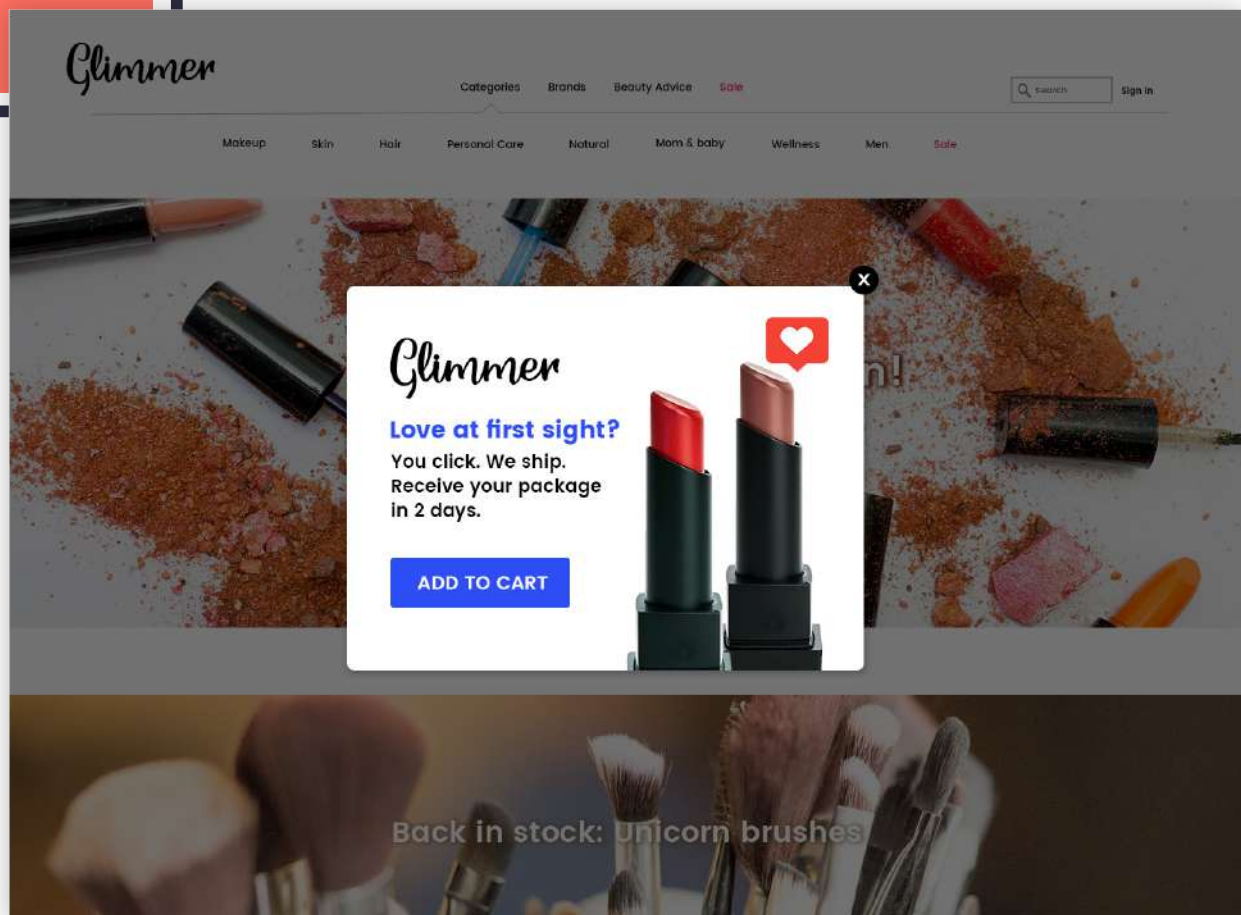 Glimmer
Categories Brands Beauty Advice Sale
Search Sign in
Makeup Skin Hair Personal Care Natural Mom & baby Wellness Men. Sale
n!
X
Glimmer
Love at first sight?
You click. We ship.
Receive your package
in 2 days.
ADD TO CART
Back in stock: Unicorn brushes